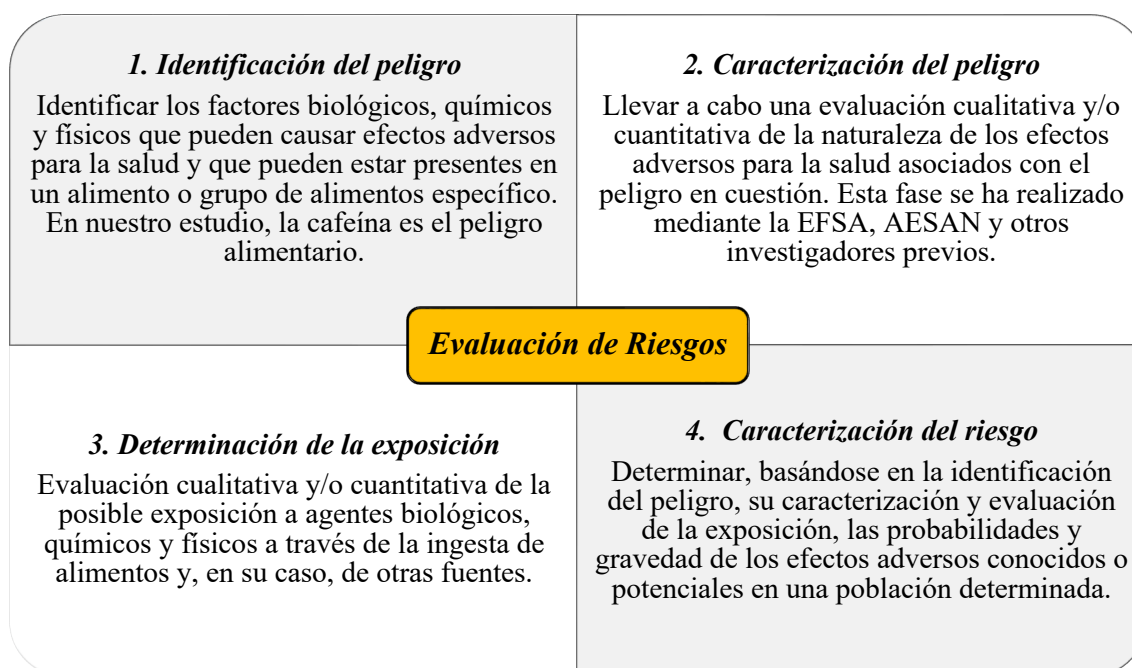 1. Identificación del peligro
Identificar los factores biológicos, químicos
y físicos que pueden causar efectos adversos
para la salud y que pueden estar presentes en
un alimento o grupo de alimentos específico.
En nuestro estudio, la cafeína es el peligro
alimentario.
2. Caracterización del peligro
Llevar a cabo una evaluación cualitativa y/o
cuantitativa de la naturaleza de los efectos
adversos para la salud asociados con el
peligro en cuestión. Esta fase se ha realizado
mediante la EFSA, AESAN y otros
investigadores previos.
Evaluación de Riesgos
3. Determinación de la exposición
Evaluación cualitativa y/o cuantitativa de la
posible exposición a agentes biológicos,
químicos y físicos a través de la ingesta de
alimentos y, en su caso, de otras fuentes.
4. Caracterización del riesgo
Determinar, basándose en la identificación
del peligro, su caracterización y evaluación
de la exposición, las probabilidades y
gravedad de los efectos adversos conocidos o
potenciales en una población determinada.